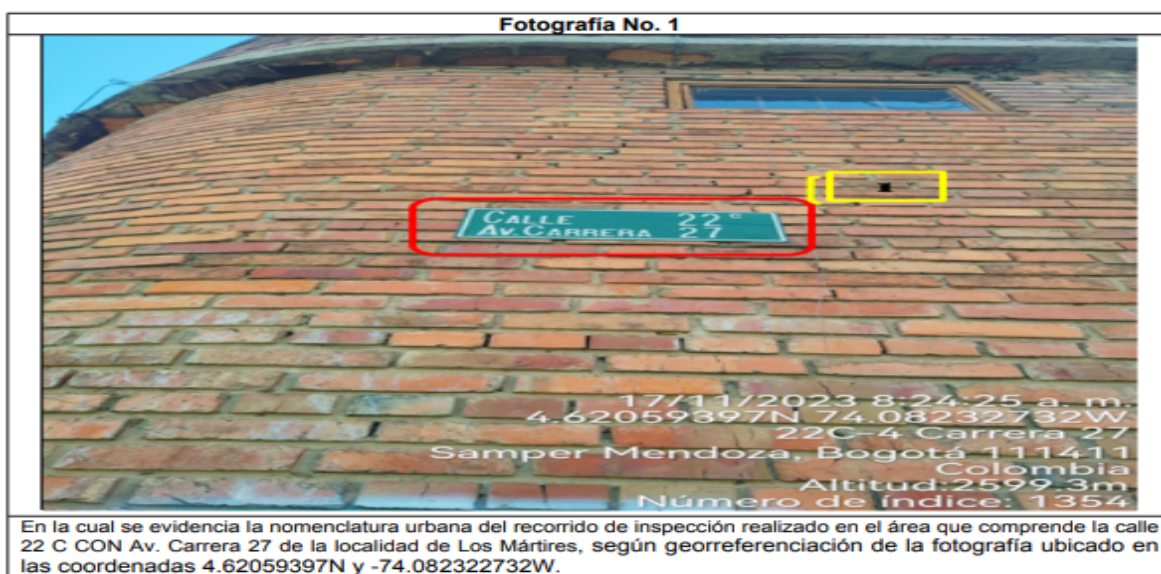 Fotografía No. 1
CALLE 22 C
AV. CARRERA 27
17/11/2023 8:24:25 a. m.
4.62059397N 74.08232732W
22C-4 Carrera 27
Samper Mendoza, Bogotá 111411
Colombia
Altitud:2599.3m
Número de índice: 1354
En la cual se evidencia la nomenclatura urbana del recorrido de inspección realizado en el área que comprende la calle
22 C CON Av. Carrera 27 de la localidad de Los Mártires, según georreferenciación de la fotografía ubicado en
las coordenadas 4.62059397N y -74.082322732W.